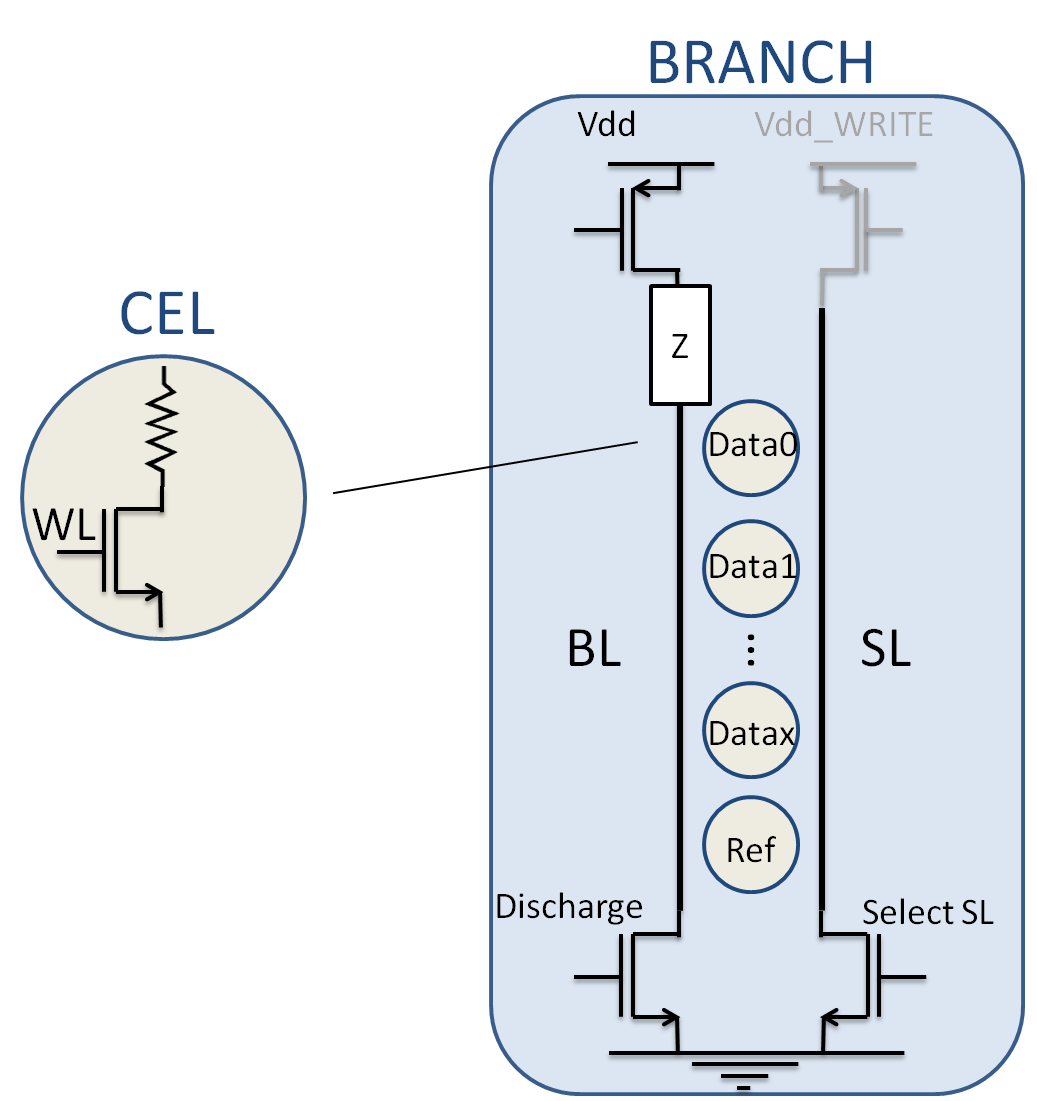 BRANCH
Vdd
Vdd_WRITE
CEL
Z
Data0
WL
Data1
BL
SL
Datax
Ref
Discharge
Select SL